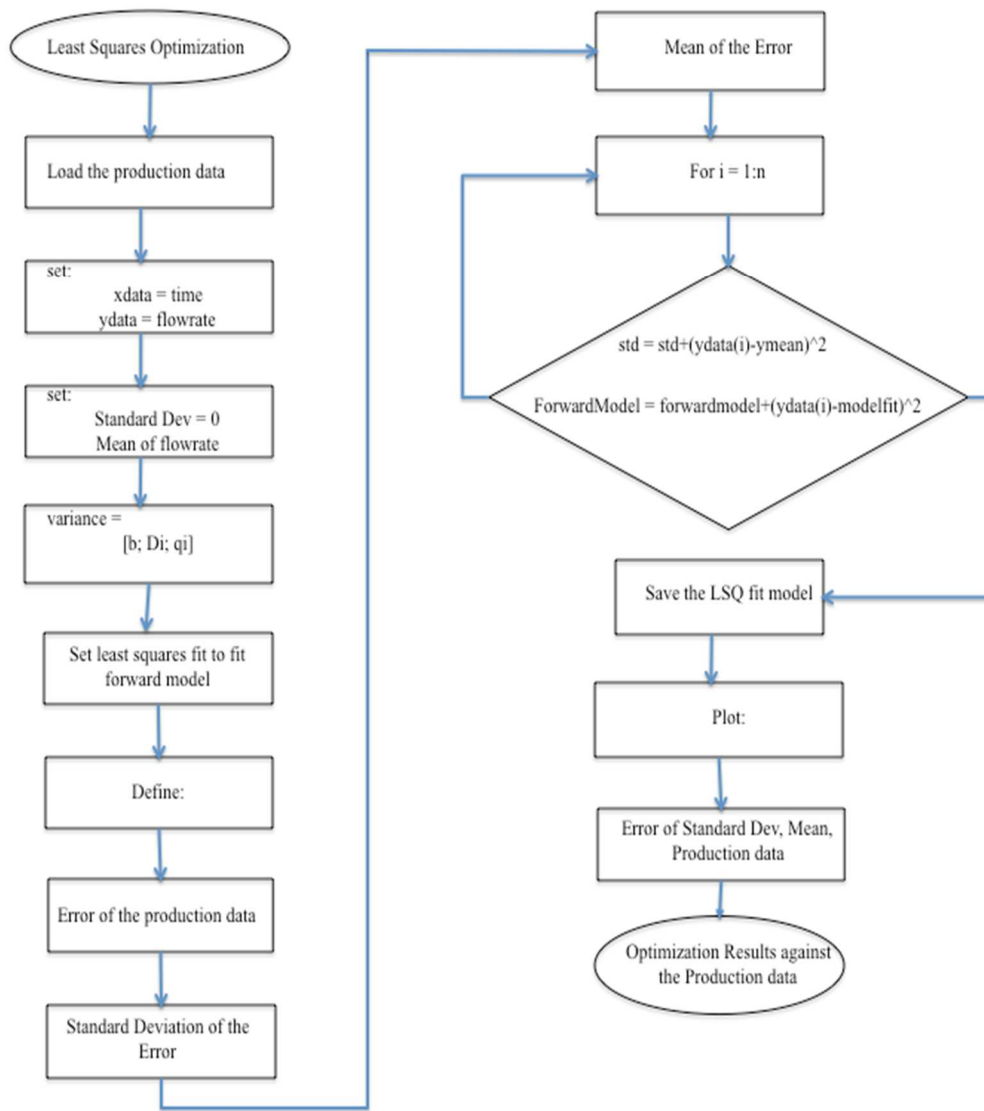 Least Squares Optimization
Load the production data
set:
xdata = time
ydata = flowrate
set:
Standard Dev = 0
Mean of flowrate
variance =
[b; Di; qi]
Set least squares fit to fit
forward model
Define:
Error of the production data
Standard Deviation of the
Error
Mean of the Error
For i = 1:n
std = std+(ydata(i)-ymean)^2
ForwardModel = forwardmodel+(ydata(i)-modelfit)^2
Save the LSQ fit model
Plot:
Error of Standard Dev, Mean,
Production data
Optimization Results against
the Production data